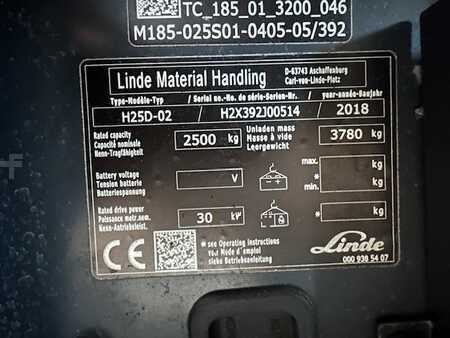 TC_185_01_3200_046
M185-025S01-0405-05/392
Linde Material Handling
D-63743 Aschaffenburg
Carl-von-Linde-Platz
Type-Modèle-Typ / Serial no.-No. de série-Serien-Nr. / year-année-Baujahr
H25D-02 / H2X392J00514 / 2018
Rated capacity
Capacité nominale
Nenn-Tragfähigkeit
2500 kg
Unladen mass
Masse à vide
Leergewicht
3780 kg
Battery voltage
Tension batterie
Batteriespannung
V
max.
kg
*
min.
* kg
Rated drive power
Puissance motr.nom.
Nenn-Antriebsleist.
30 kW
* kg
CE
* see Operating instructions
voir Mode d'emploi
siehe Betriebsanleitung
Linde
000 938 54 07